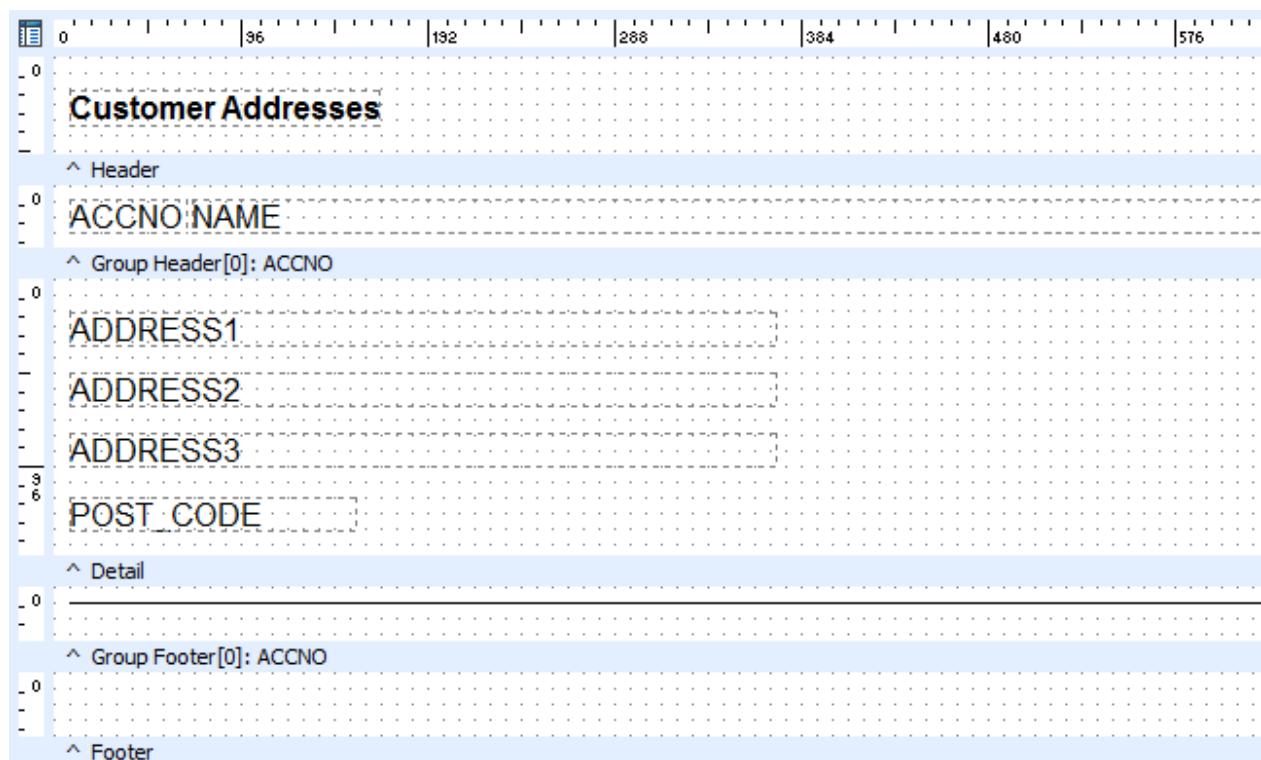 0 96 192 288 384 480 576
0
Customer Addresses
^ Header
0
ACCNO NAME
^ Group Header[0]: ACCNO
0
ADDRESS1
ADDRESS2
ADDRESS3
96
POST_CODE
^ Detail
0
^ Group Footer[0]: ACCNO
0
^ Footer